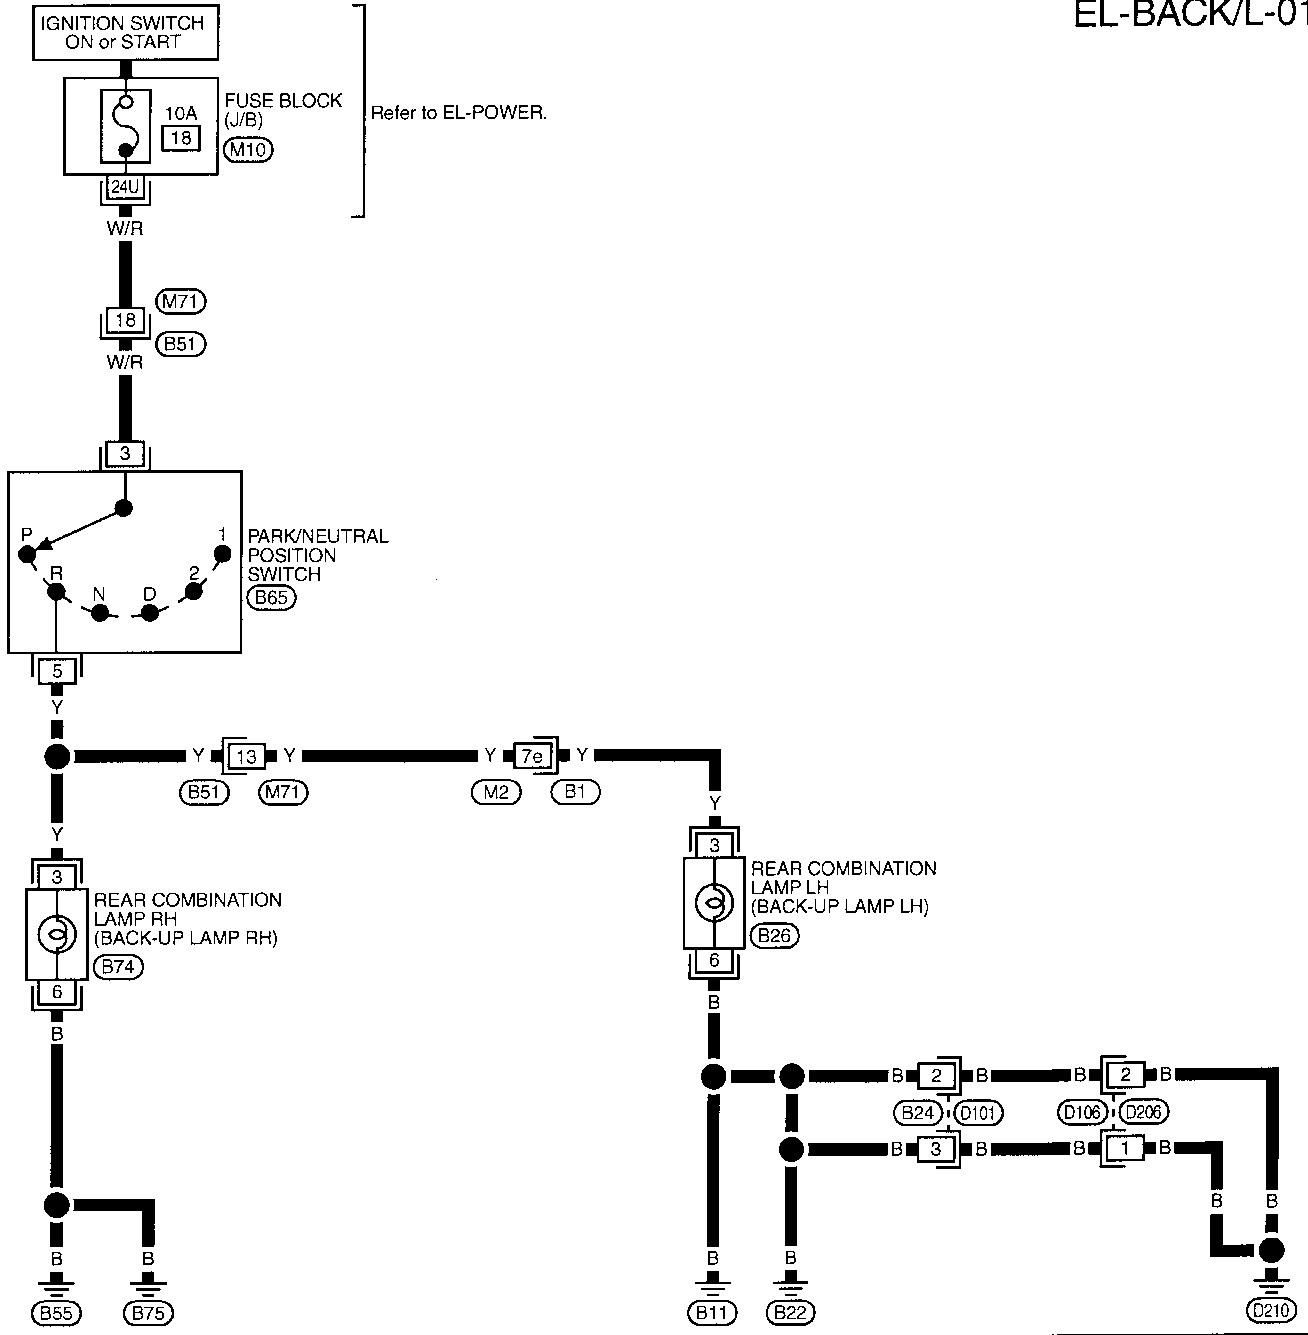 EL-BACK/L-01
IGNITION SWITCH
ON or START
10A
18
FUSE BLOCK
(J/B)
M10
Refer to EL-POWER.
24U
W/R
M71
18
B51
W/R
3
P
R
N
D
2
1
PARK/NEUTRAL
POSITION
SWITCH
B65
5
Y
Y 13 Y
B51 M71
Y 7e Y
M2 B1
Y
Y
3
REAR COMBINATION
LAMP RH
(BACK-UP LAMP RH)
B74
6
B
3
REAR COMBINATION
LAMP LH
(BACK-UP LAMP LH)
B26
6
B
B 2 B
B 2 B
B24 D101
D106 D206
B 3 B
B 1 B
B B
B B
B B
B55 B75
B11 B22
D210